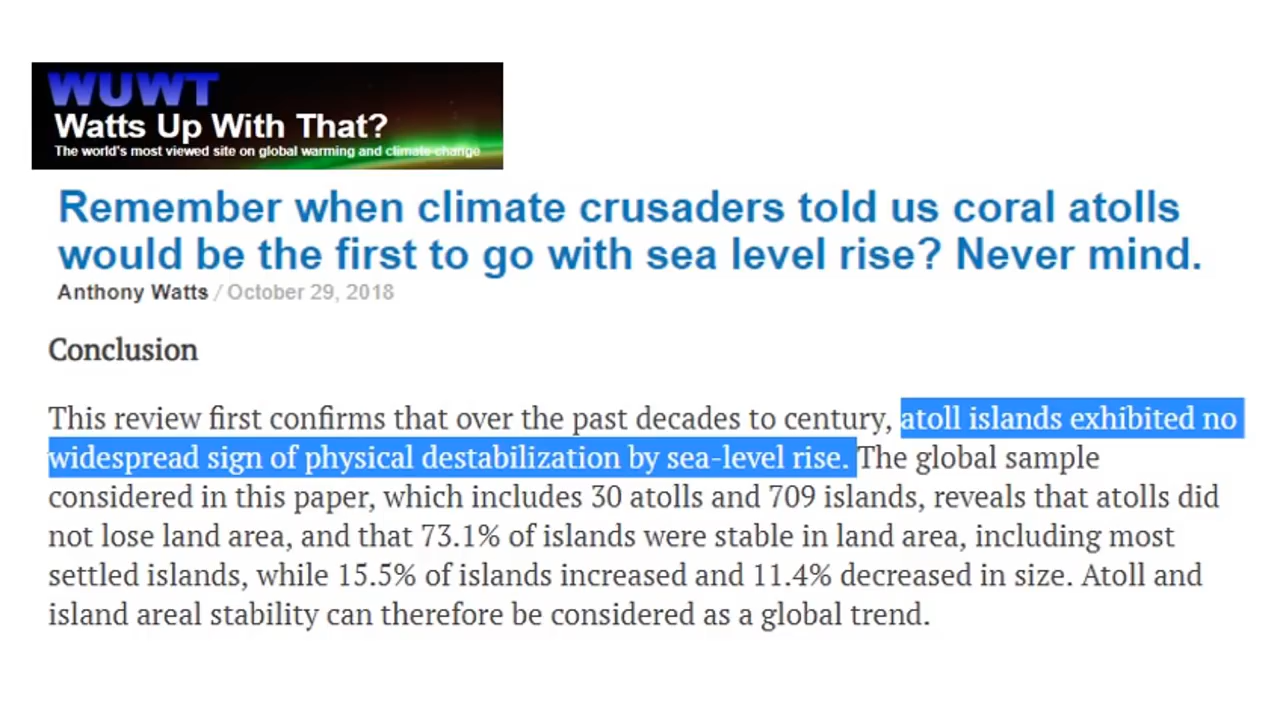 WUWT
Watts Up With That?
The world's most viewed site on global warming and climate change
Remember when climate crusaders told us coral atolls
would be the first to go with sea level rise? Never mind.
Anthony Watts / October 29, 2018
Conclusion
This review first confirms that over the past decades to century, atoll islands exhibited no
widespread sign of physical destabilization by sea-level rise. The global sample
considered in this paper, which includes 30 atolls and 709 islands, reveals that atolls did
not lose land area, and that 73.1% of islands were stable in land area, including most
settled islands, while 15.5% of islands increased and 11.4% decreased in size. Atoll and
island areal stability can therefore be considered as a global trend.